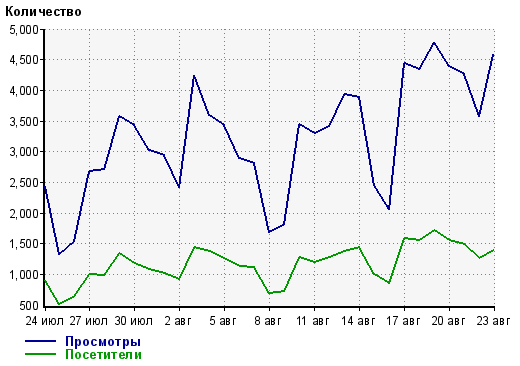 Количество
5,000
4,500
4,000
3,500
3,000
2,500
2,000
1,500
1,000
500
24 июл 27 июл 30 июл 2 авг 5 авг 8 авг 11 авг 14 авг 17 авг 20 авг 23 авг
Просмотры
Посетители